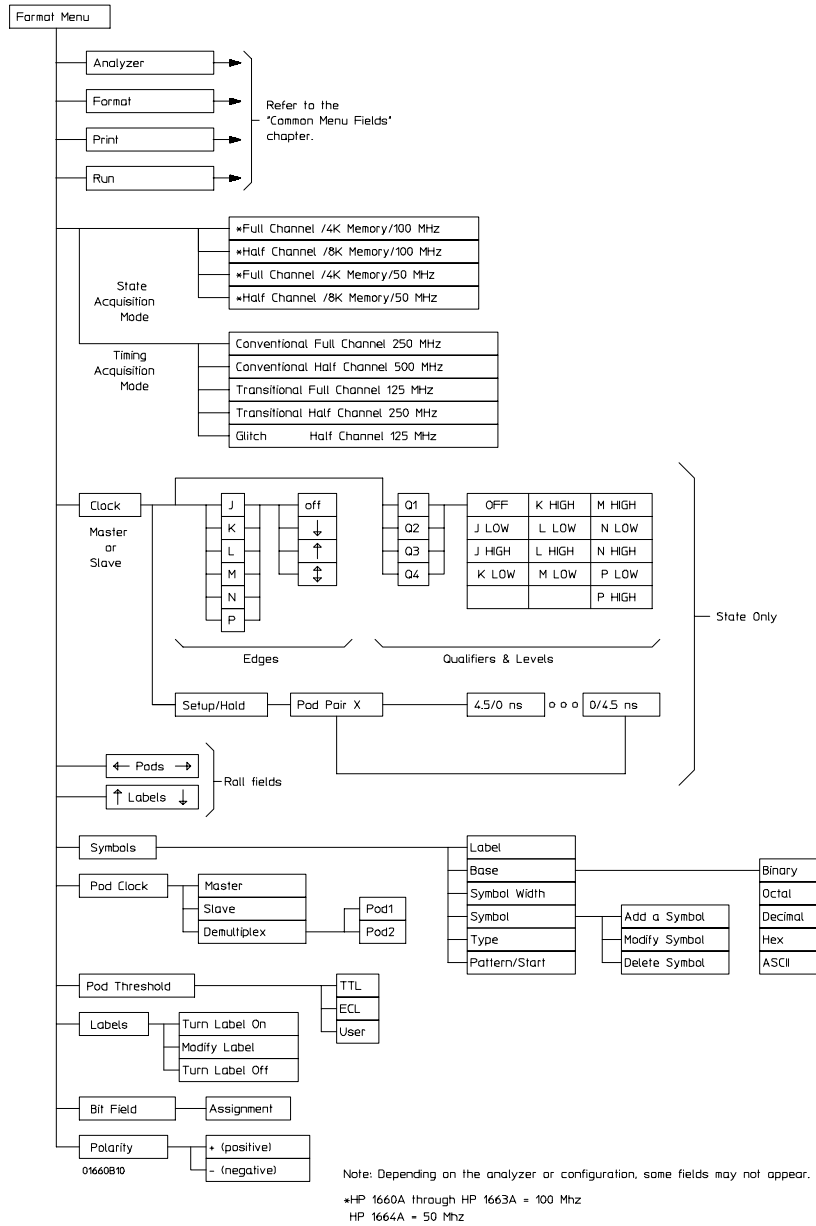 Format Menu
Analyzer
Format
Print
Run
Refer to the
"Common Menu Fields"
chapter.
*Full Channel /4K Memory/100 MHz
*Half Channel /8K Memory/100 MHz
*Full Channel /4K Memory/50 MHz
*Half Channel /8K Memory/50 MHz
State
Acquisition
Mode
Timing
Acquisition
Mode
Conventional Full Channel 250 MHz
Conventional Half Channel 500 MHz
Transitional Full Channel 125 MHz
Transitional Half Channel 250 MHz
Glitch Half Channel 125 MHz
Clock
Master
or
Slave
J
K
L
M
N
P
off
↓
↑
↕
Edges
Q1
Q2
Q3
Q4
OFF K HIGH M HIGH
J LOW L LOW N LOW
J HIGH L HIGH N HIGH
K LOW M LOW P LOW
P HIGH
Qualifiers & Levels
State Only
Setup/Hold
Pod Pair X
4.5/0 ns
o o o
0/4.5 ns
← Pods →
↑ Labels ↓
Roll fields
Symbols
Label
Base
Symbol Width
Symbol
Type
Pattern/Start
Binary
Octal
Decimal
Hex
ASCII
Add a Symbol
Modify Symbol
Delete Symbol
Pod Clock
Master
Slave
Demultiplex
Pod1
Pod2
Pod Threshold
TTL
ECL
User
Labels
Turn Label On
Modify Label
Turn Label Off
Bit Field
Assignment
Polarity
+ (positive)
- (negative)
01660B10
Note: Depending on the analyzer or configuration, some fields may not appear.
*HP 1660A through HP 1663A = 100 Mhz
HP 1664A = 50 Mhz